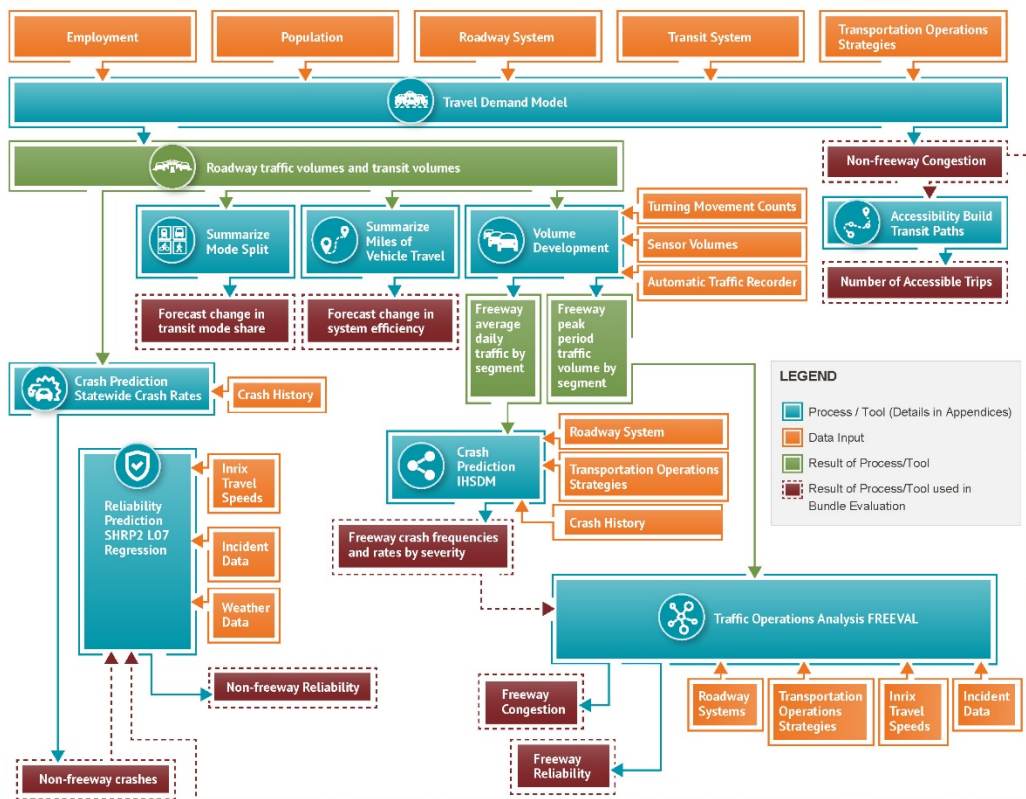 Employment
Population
Roadway System
Transit System
Transportation Operations
Strategies
Travel Demand Model
Roadway traffic volumes and transit volumes
Non-freeway Congestion
Summarize
Mode Split
Summarize
Miles of
Vehicle Travel
Volume
Development
Turning Movement Counts
Sensor Volumes
Automatic Traffic Recorder
Accessibility Build
Transit Paths
Number of Accessible Trips
Forecast change in
transit mode share
Forecast change in
system efficiency
Freeway
average
daily
traffic by
segment
Freeway
peak
period
traffic
volume by
segment
Crash Prediction
Statewide Crash Rates
Crash History
LEGEND
Process / Tool (Details in Appendices)
Data Input
Result of Process/Tool
Result of Process/Tool used in
Bundle Evaluation
Reliability
Prediction
SHRP2 L07
Regression
Inrix
Travel
Speeds
Incident
Data
Weather
Data
Crash
Prediction
IHSDM
Roadway System
Transportation Operations
Strategies
Crash History
Freeway crash frequencies
and rates by severity
Traffic Operations Analysis FREEVAL
Non-freeway Reliability
Freeway
Congestion
Freeway
Reliability
Roadway
Systems
Transportation
Operations
Strategies
Inrix
Travel
Speeds
Incident
Data
Non-freeway crashes